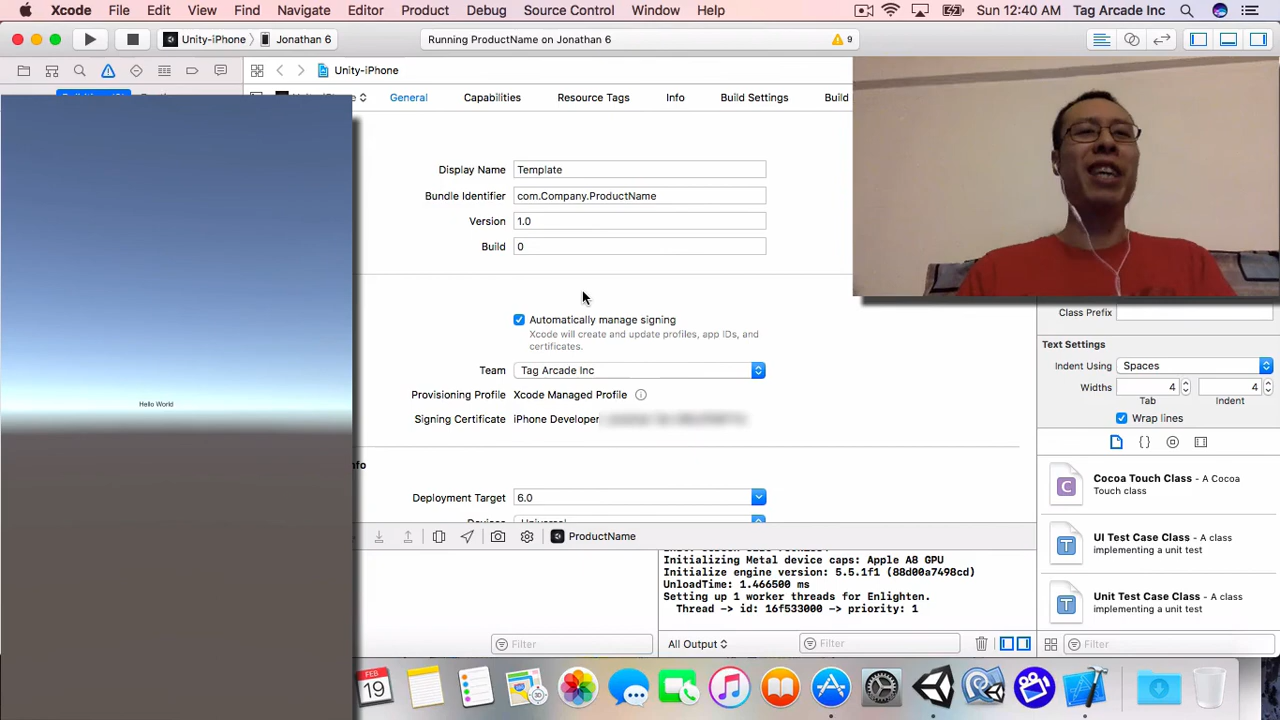 Xcode File Edit View Find Navigate Editor Product Debug Source Control Window Help Sun 12:40 AM Tag Arcade Inc
Unity-iPhone Jonathan 6 Running ProductName on Jonathan 6 9
Unity-iPhone
General Capabilities Resource Tags Info Build Settings Build
Display Name Template
Bundle Identifier com.Company.ProductName
Version 1.0
Build 0
Automatically manage signing
Xcode will create and update profiles, app IDs, and
certificates.
Team Tag Arcade Inc
Provisioning Profile Xcode Managed Profile
Signing Certificate iPhone Developer
Deployment Target 6.0
Hello World
Class Prefix
Text Settings
Indent Using Spaces
Widths 4 4
Tab Indent
Wrap lines
Cocoa Touch Class - A Cocoa
Touch class
UI Test Case Class - A class
implementing a unit test
Unit Test Case Class - A class
implementing a unit test
ProductName
Initializing Metal device caps: Apple A8 GPU
Initialize engine version: 5.5.1f1 (88d00a7498cd)
UnloadTime: 1.466500 ms
Setting up 1 worker threads for Enlighten.
Thread -> id: 16f533000 -> priority: 1
Filter All Output Filter Filter
FEB
19